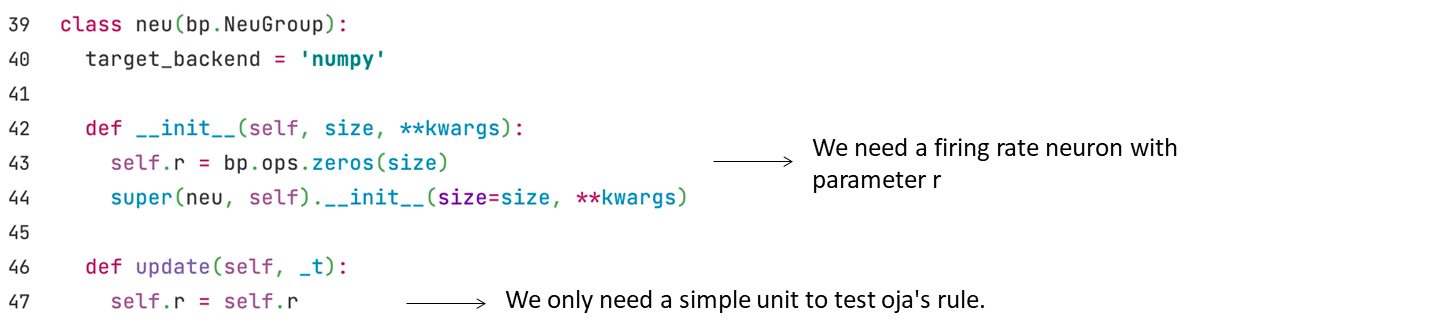 39 class neu(bp.NeuGroup):
40 target_backend = 'numpy'
41
42 def __init__(self, size, **kwargs):
43 self.r = bp.ops.zeros(size)
We need a firing rate neuron with
parameter r
44 super(neu, self).__init__(size=size, **kwargs)
45
46 def update(self, _t):
47 self.r = self.r
We only need a simple unit to test oja's rule.